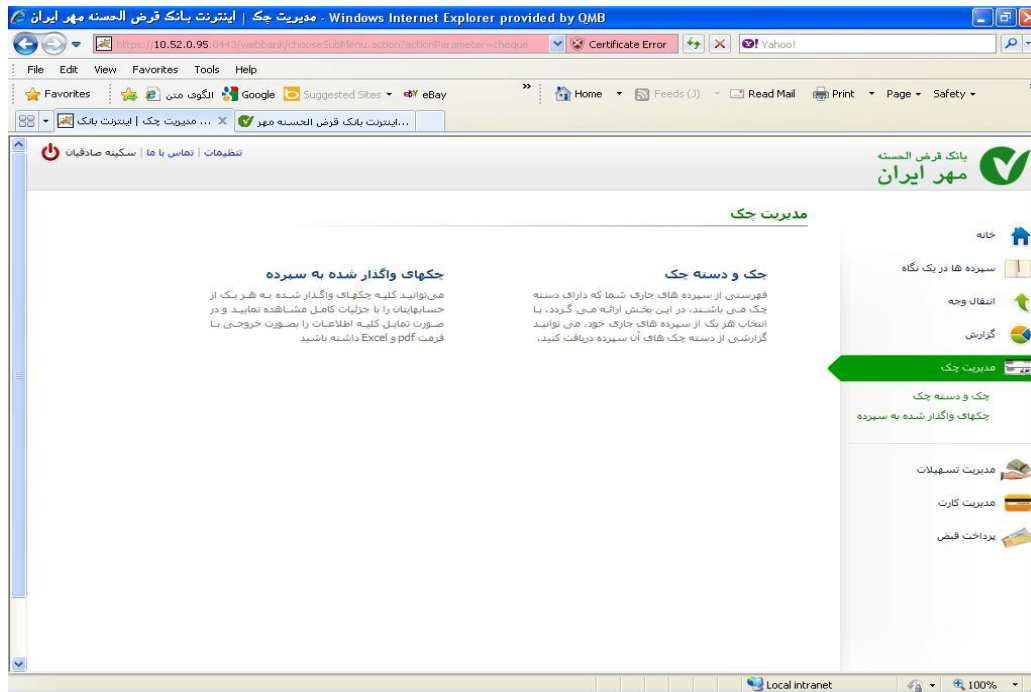 مدیریت چک | اینترنت بانک قرض الحسنه مهر ایران - Windows Internet Explorer provided by QMB
https://10.52.0.95:8443/webbank/chooseSubMenu.action?actionParameter=cheque
Certificate Error
Yahoo!
File Edit View Favorites Tools Help
Favorites
الگوی متن
Google
Suggested Sites
eBay
»
Home
Feeds (J)
Read Mail
Print
Page
Safety
مدیریت چک | اینترنت بانک ...
اینترنت بانک قرض الحسنه مهر...
تنظیمات | تماس با ما | سکینه صادقیان
بانک قرض الحسنه
مهر ایران
خانه
سپرده ها در یک نگاه
انتقال وجه
گزارش
مدیریت چک
چک و دسته چک
چکهای واگذار شده به سپرده
مدیریت تسهیلات
مدیریت کارت
پرداخت قبض
مدیریت چک
چک و دسته چک
فهرستی از سپرده های جاری شما که دارای دسته
چک می باشند، در این بخش ارائه می گردد، با
انتخاب هر یک از سپرده های جاری خود، می توانید
گزارشی از دسته چک های آن سپرده دریافت کنید.
چکهای واگذار شده به سپرده
می‌توانید کلیه چکهای واگذار شده به هر یک از
حسابهایتان را با جزئیات کامل مشاهده نمایید و در
صورت تمایل کلیه اطلاعات را بصورت خروجی با
فرمت pdf و Excel داشته باشید
Local intranet
100%